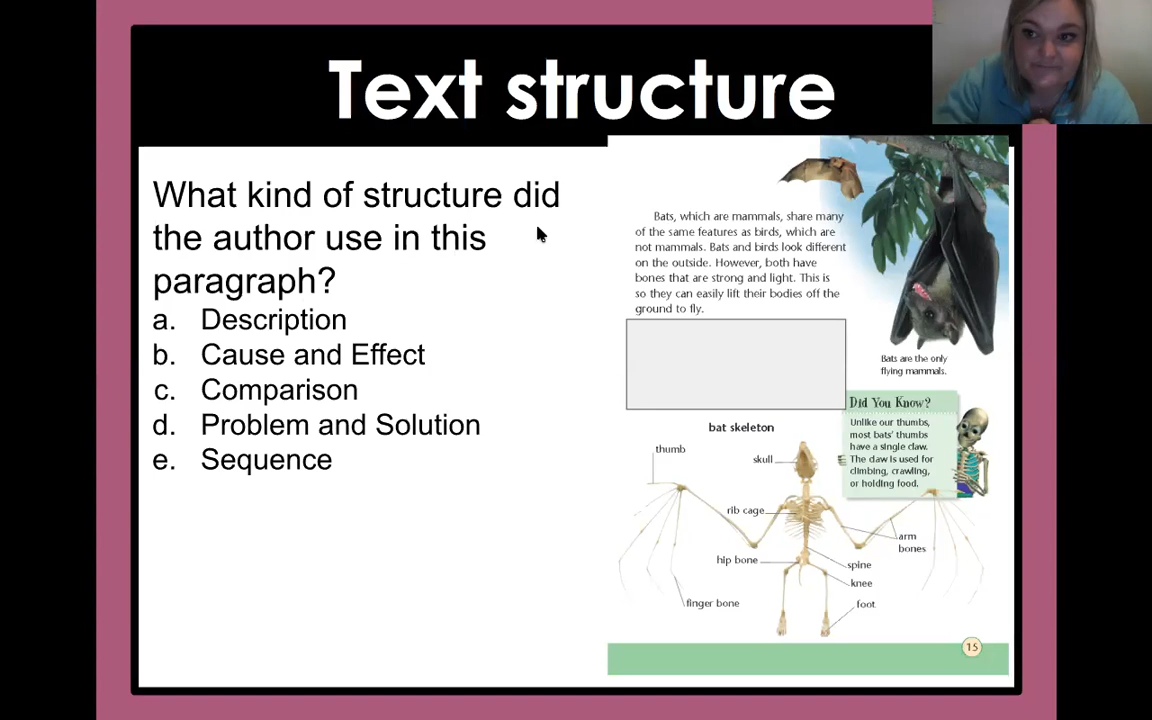 Text structure
What kind of structure did
the author use in this
paragraph?
a. Description
b. Cause and Effect
c. Comparison
d. Problem and Solution
e. Sequence
Bats, which are mammals, share many
of the same features as birds, which are
not mammals. Bats and birds look different
on the outside. However, both have
bones that are strong and light. This is
so they can easily lift their bodies off the
ground to fly.
Bats are the only
flying mammals.
Did You Know?
Unlike our thumbs,
most bats' thumbs
have a single claw.
The claw is used for
climbing, crawling,
or holding food.
bat skeleton
thumb
skull
rib cage
arm
bones
hip bone
spine
knee
finger bone
foot
15